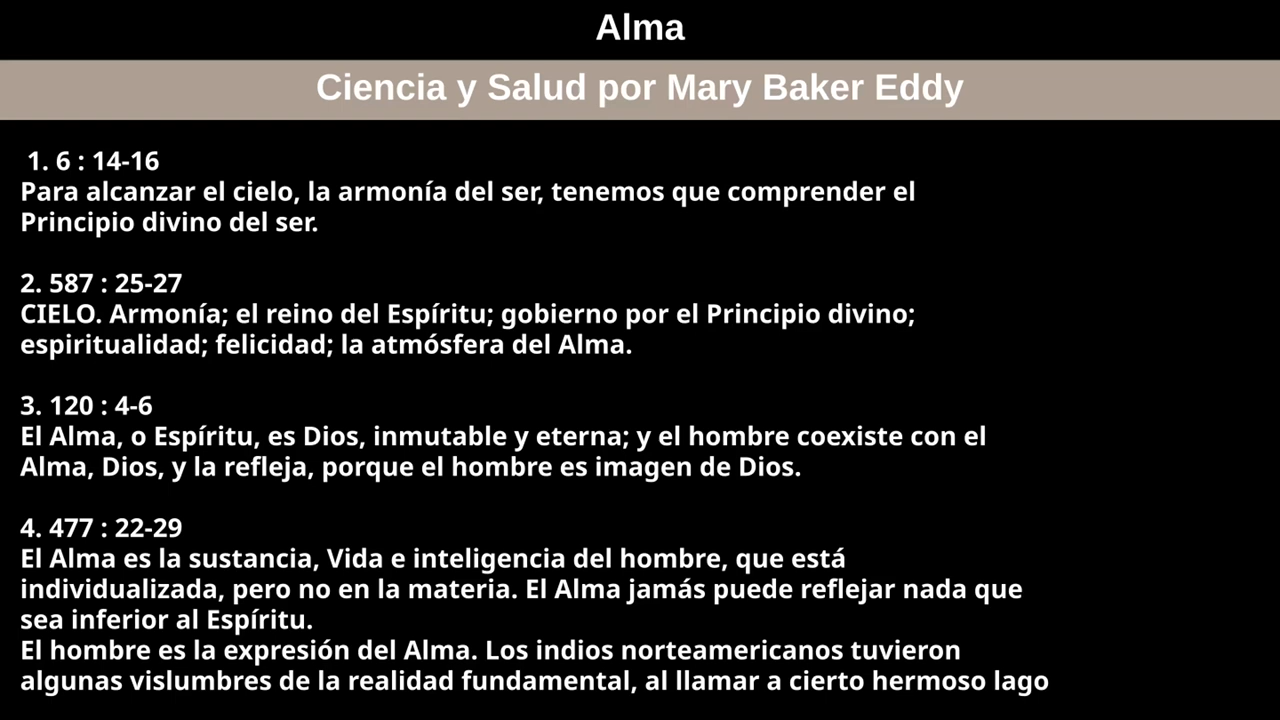 Alma
Ciencia y Salud por Mary Baker Eddy
1. 6 : 14-16
Para alcanzar el cielo, la armonía del ser, tenemos que comprender el
Principio divino del ser.
2. 587 : 25-27
CIELO. Armonía; el reino del Espíritu; gobierno por el Principio divino;
espiritualidad; felicidad; la atmósfera del Alma.
3. 120 : 4-6
El Alma, o Espíritu, es Dios, inmutable y eterna; y el hombre coexiste con el
Alma, Dios, y la refleja, porque el hombre es imagen de Dios.
4. 477 : 22-29
El Alma es la sustancia, Vida e inteligencia del hombre, que está
individualizada, pero no en la materia. El Alma jamás puede reflejar nada que
sea inferior al Espíritu.
El hombre es la expresión del Alma. Los indios norteamericanos tuvieron
algunas vislumbres de la realidad fundamental, al llamar a cierto hermoso lago